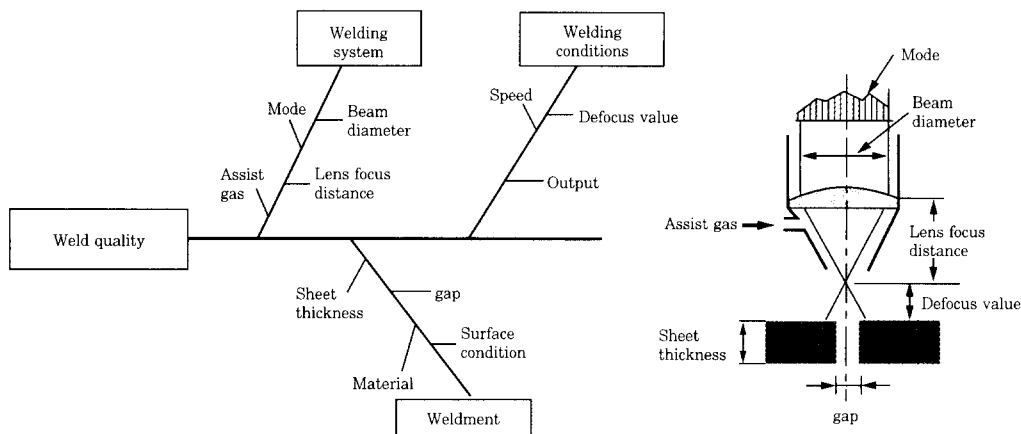 Welding
system
Welding
conditions
Mode
Beam
diameter
Assist
gas
Lens focus
distance
Speed
Defocus value
Output
Weld quality
Sheet
thickness
gap
Surface
condition
Material
Weldment
Mode
Beam
diameter
Assist gas
Lens focus
distance
Defocus value
Sheet
thickness
gap